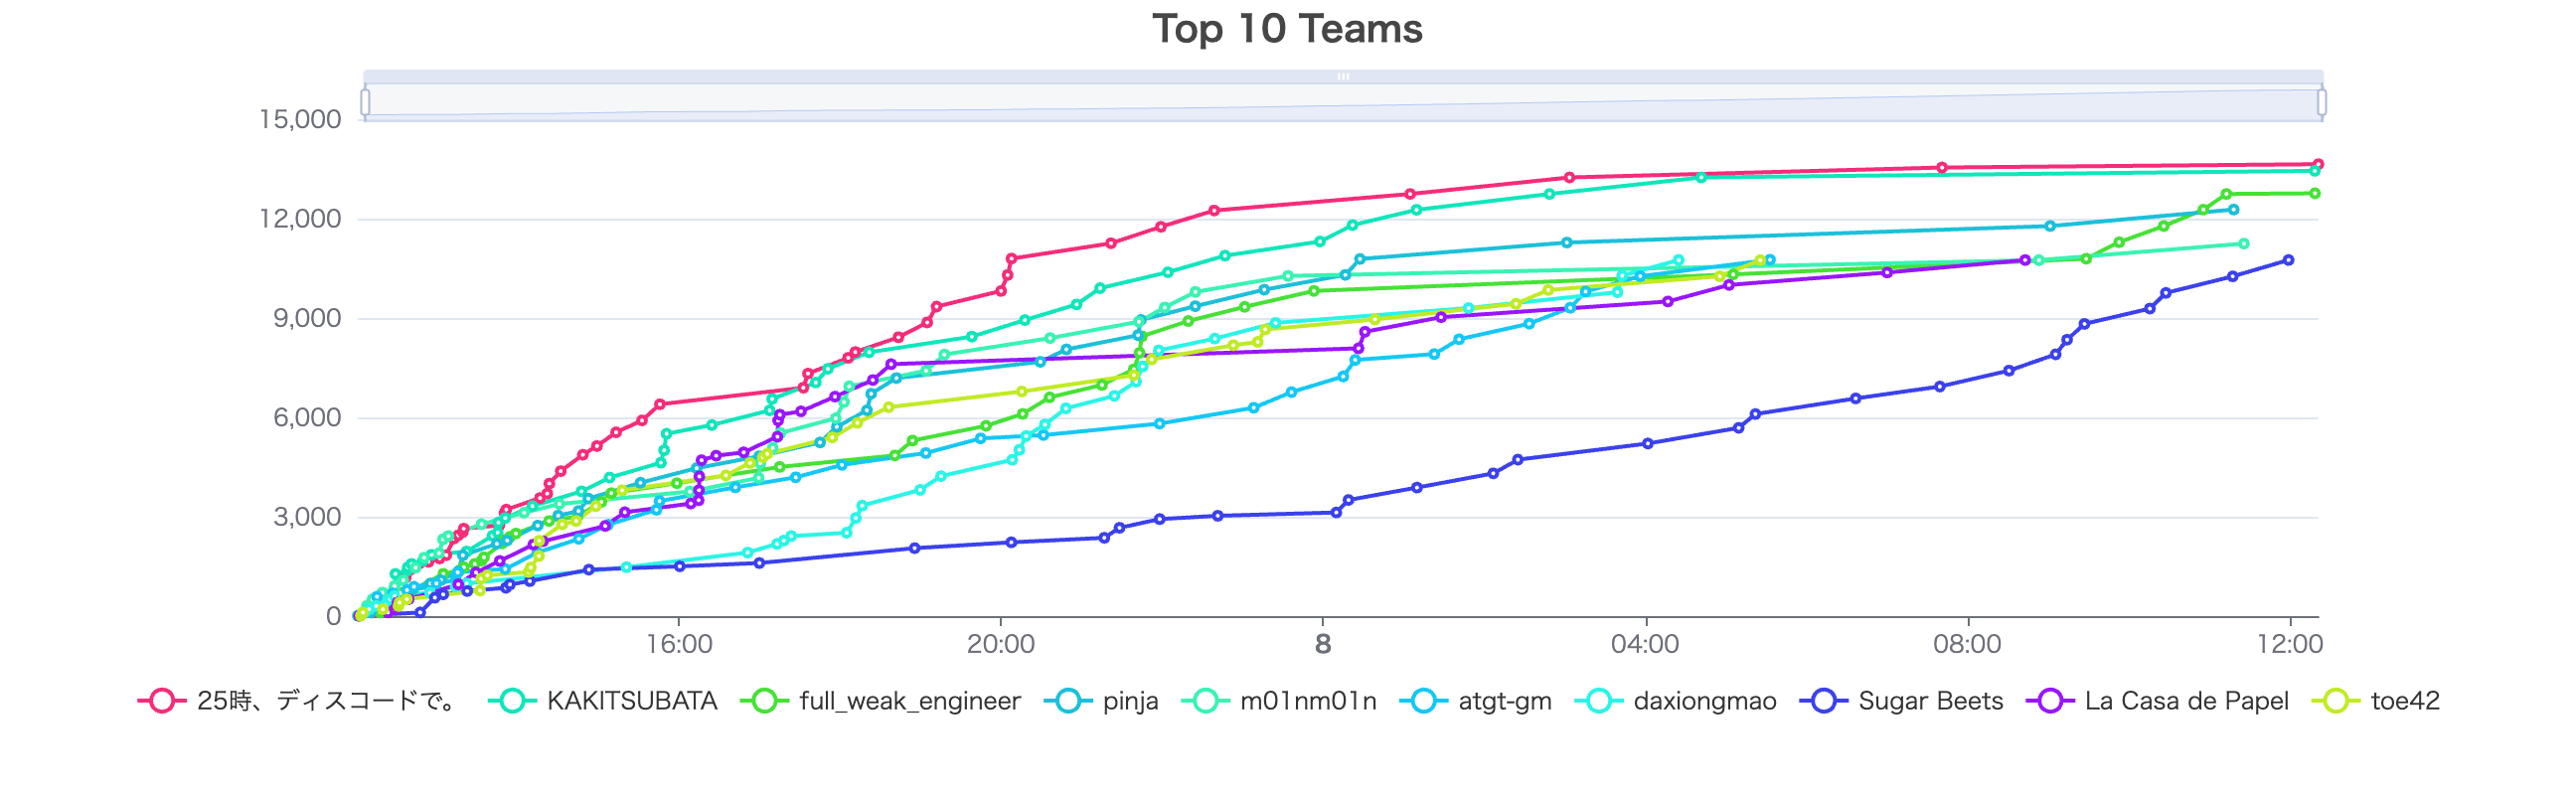 Top 10 Teams
15,000
12,000
9,000
6,000
3,000
0
16:00 20:00 8 04:00 08:00 12:00
25時、ディスコードで。 KAKITSUBATA full_weak_engineer pinja m01nm01n atgt-gm daxiongmao Sugar Beets La Casa de Papel toe42